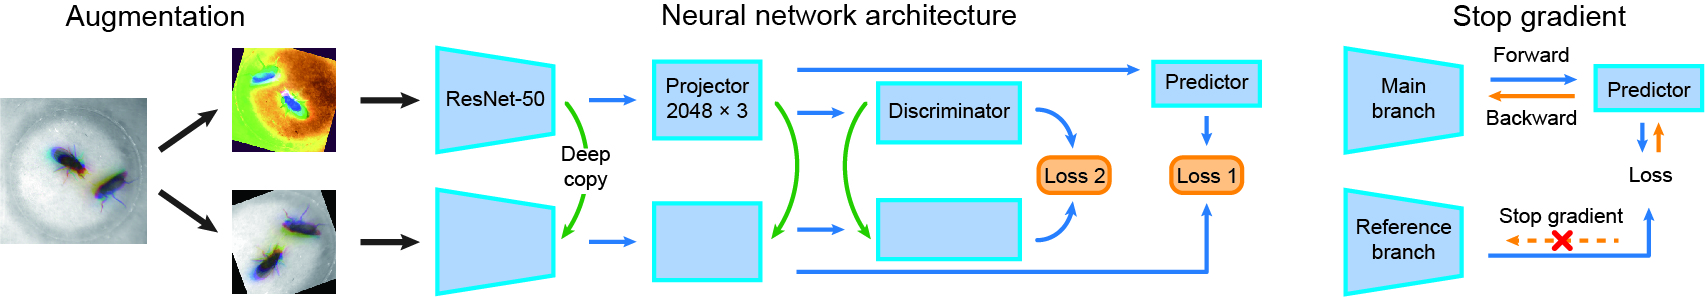 Augmentation
Neural network architecture
Stop gradient
ResNet-50
Projector
2048 × 3
Discriminator
Predictor
Deep
copy
Loss 2
Loss 1
Main
branch
Forward
Backward
Predictor
Loss
Reference
branch
Stop gradient